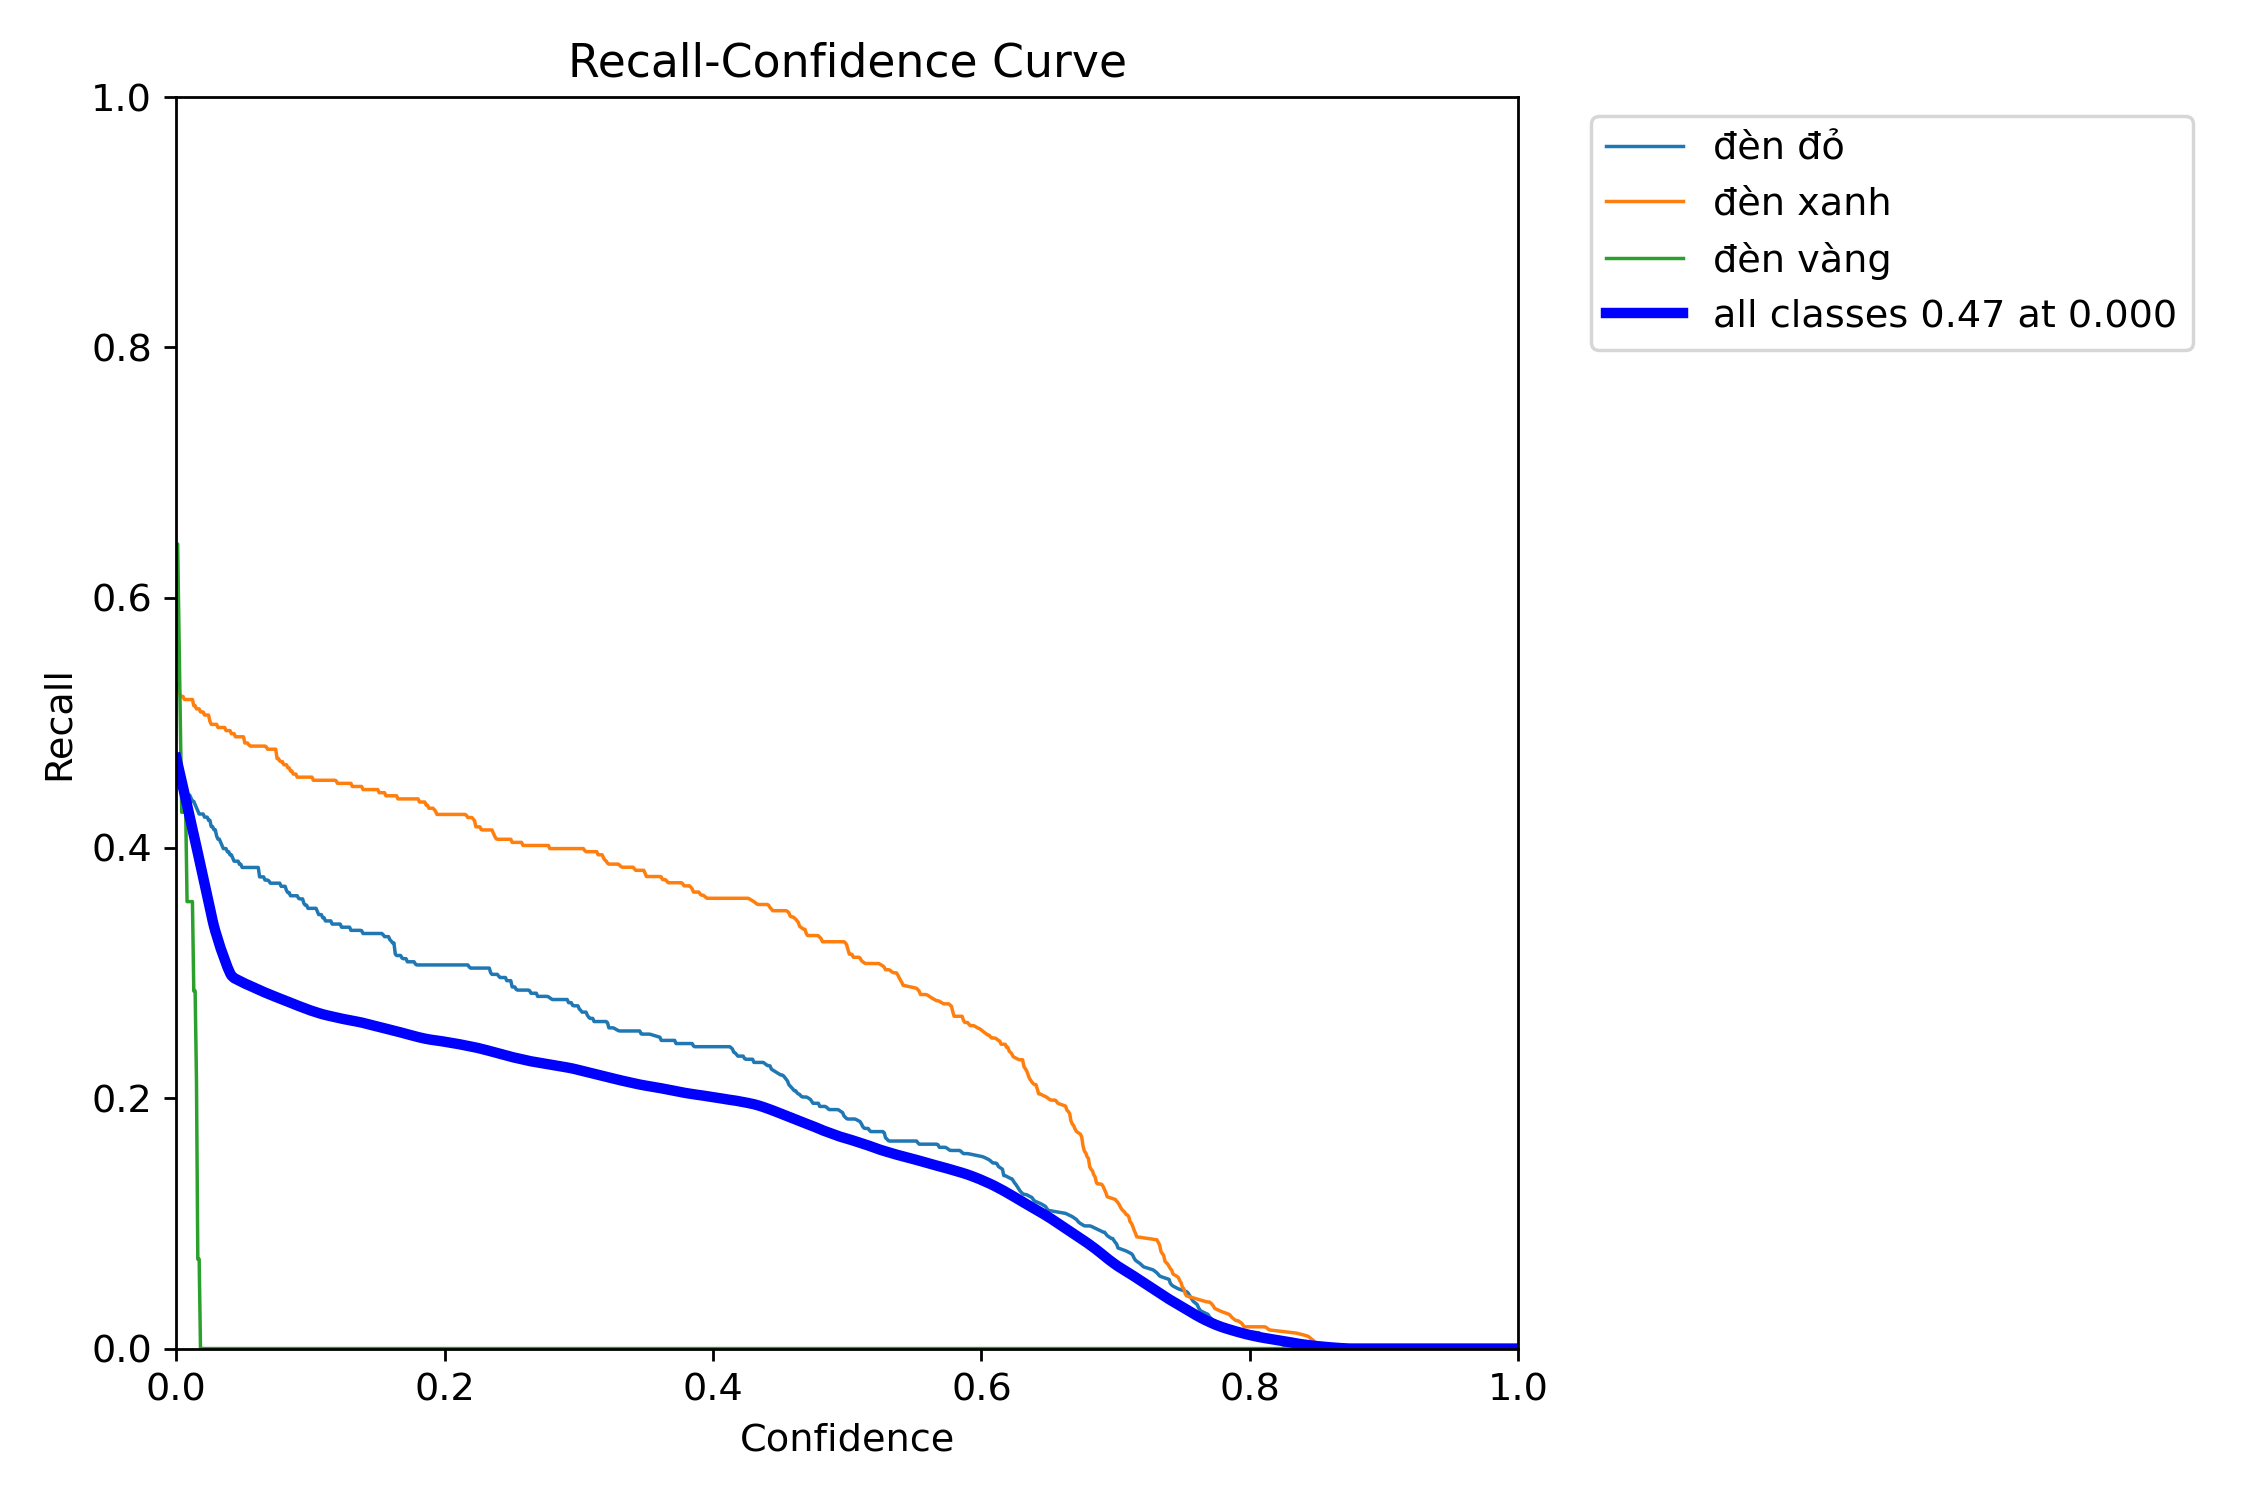 Recall-Confidence Curve
1.0
0.8
0.6
0.4
0.2
0.0
Recall
0.0 0.2 0.4 0.6 0.8 1.0
Confidence
đèn đỏ
đèn xanh
đèn vàng
all classes 0.47 at 0.000